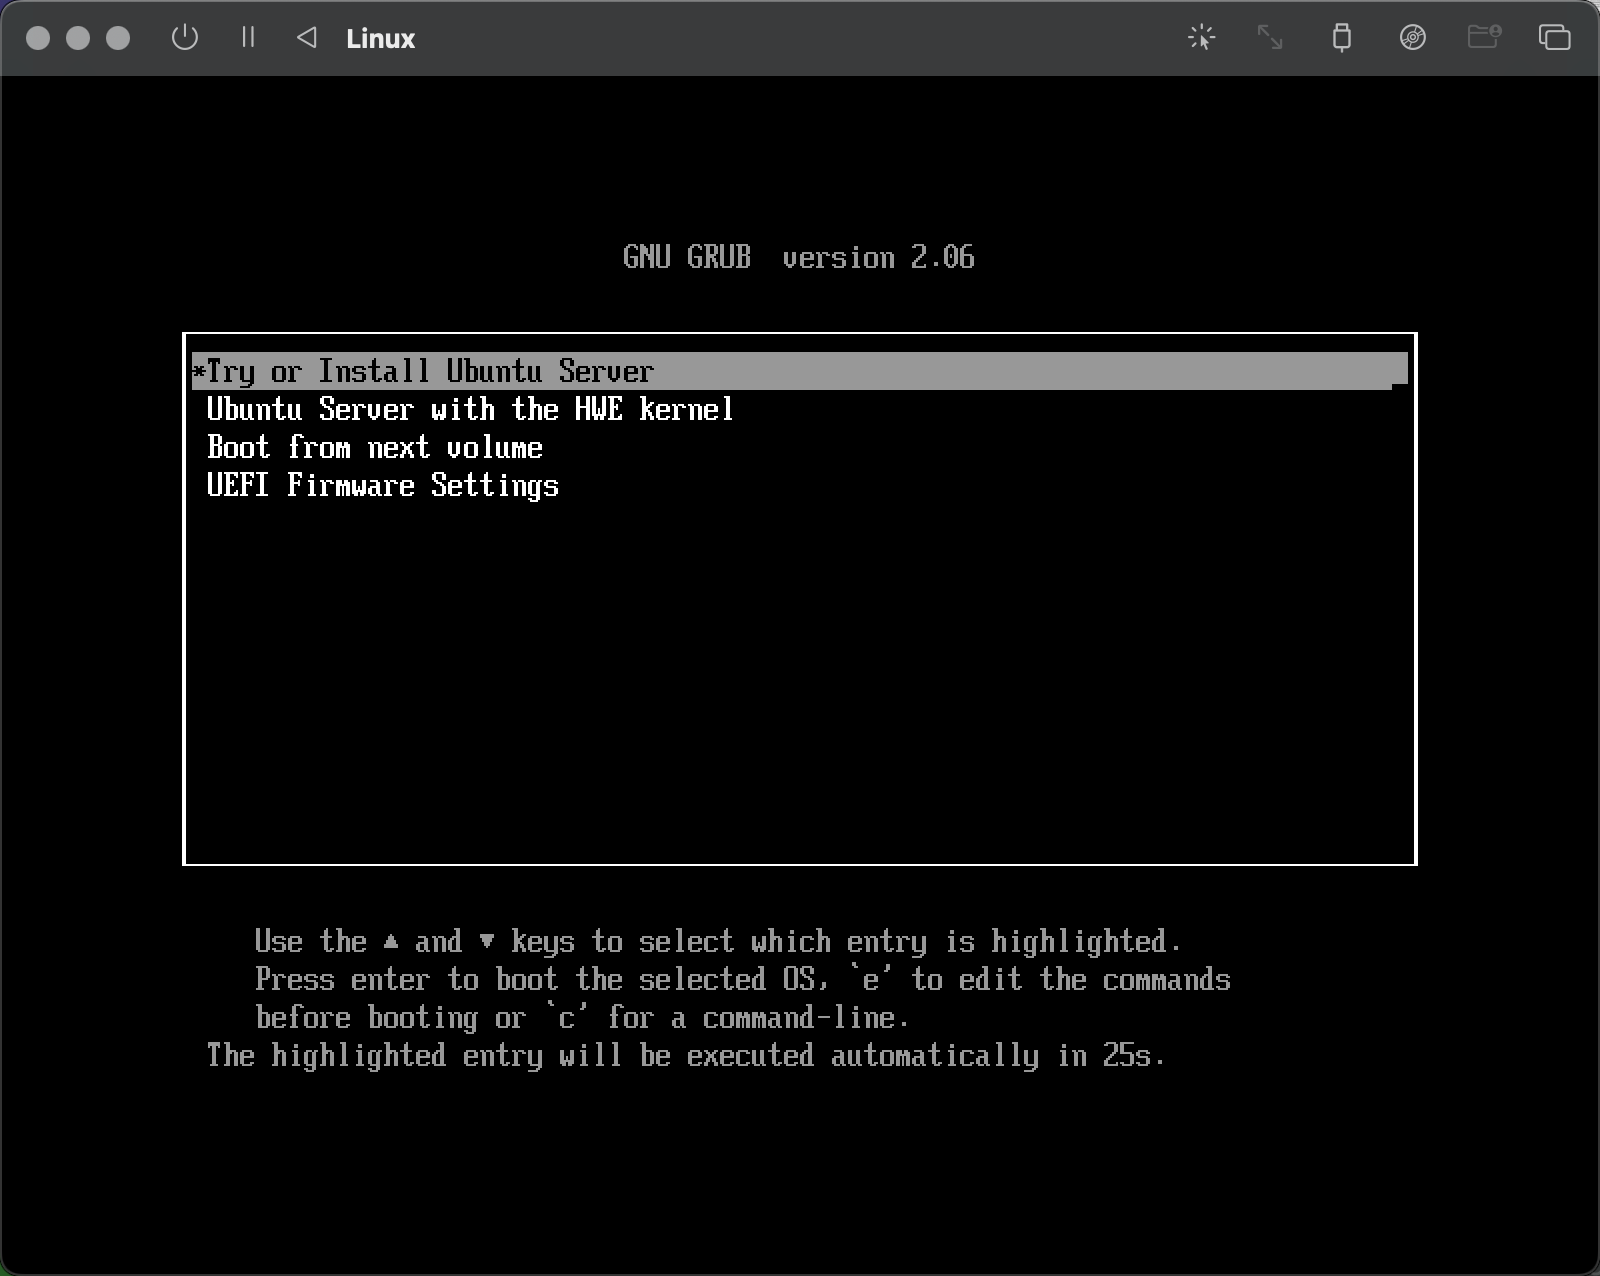 Linux
GNU GRUB  version 2.06
*Try or Install Ubuntu Server
Ubuntu Server with the HWE kernel
Boot from next volume
UEFI Firmware Settings
Use the ▲ and ▼ keys to select which entry is highlighted.
Press enter to boot the selected OS, `e' to edit the commands
before booting or `c' for a command-line.
The highlighted entry will be executed automatically in 25s.